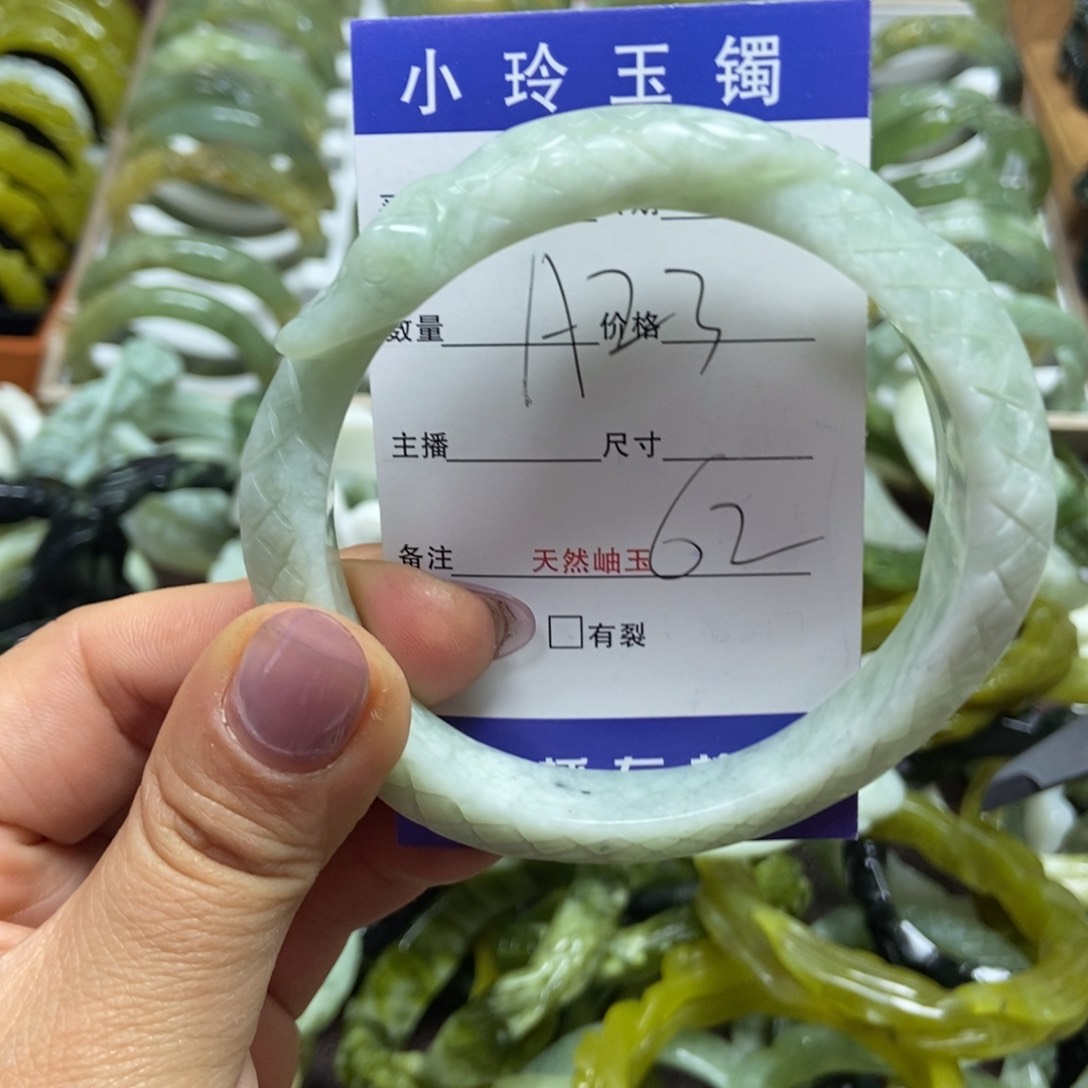 小玲玉镯
A23
数量 价格
主播 尺寸
62
备注 天然岫玉
□有裂